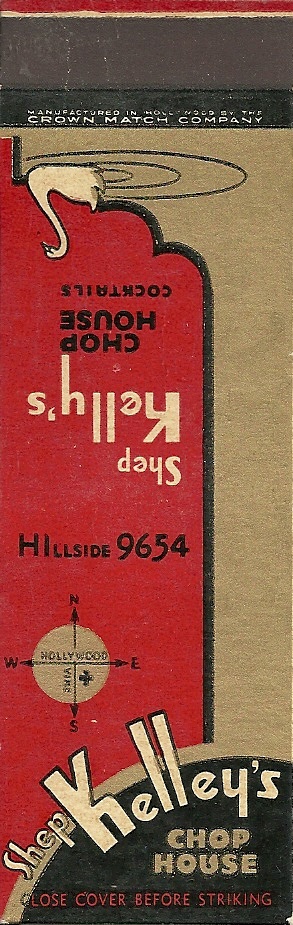 MANUFACTURED IN HOLLYWOOD BY THE
CROWN MATCH COMPANY
Shep
Kelly's
CHOP
HOUSE
COCKTAILS
HILLSIDE 9654
N
HOLLYWOOD
W E
VINE
S
Shep Kelley's
CHOP
HOUSE
CLOSE COVER BEFORE STRIKING